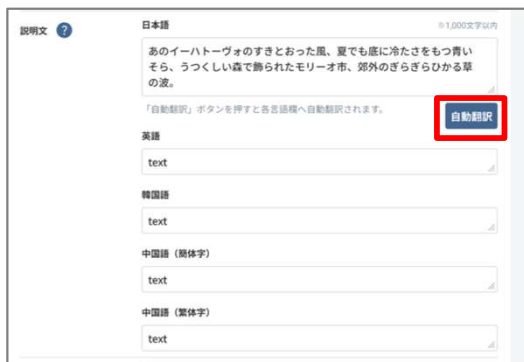 説明文 ?
日本語 ※1,000文字以内
あのイーハトーヴォのすきとおった風、夏でも底に冷たさをもつ青い
そら、うつくしい森で飾られたモリーオ市、郊外のぎらぎらひかる草
の波。
「自動翻訳」ボタンを押すと各言語欄へ自動翻訳されます。
自動翻訳
英語
text
韓国語
text
中国語（簡体字）
text
中国語（繁体字）
text